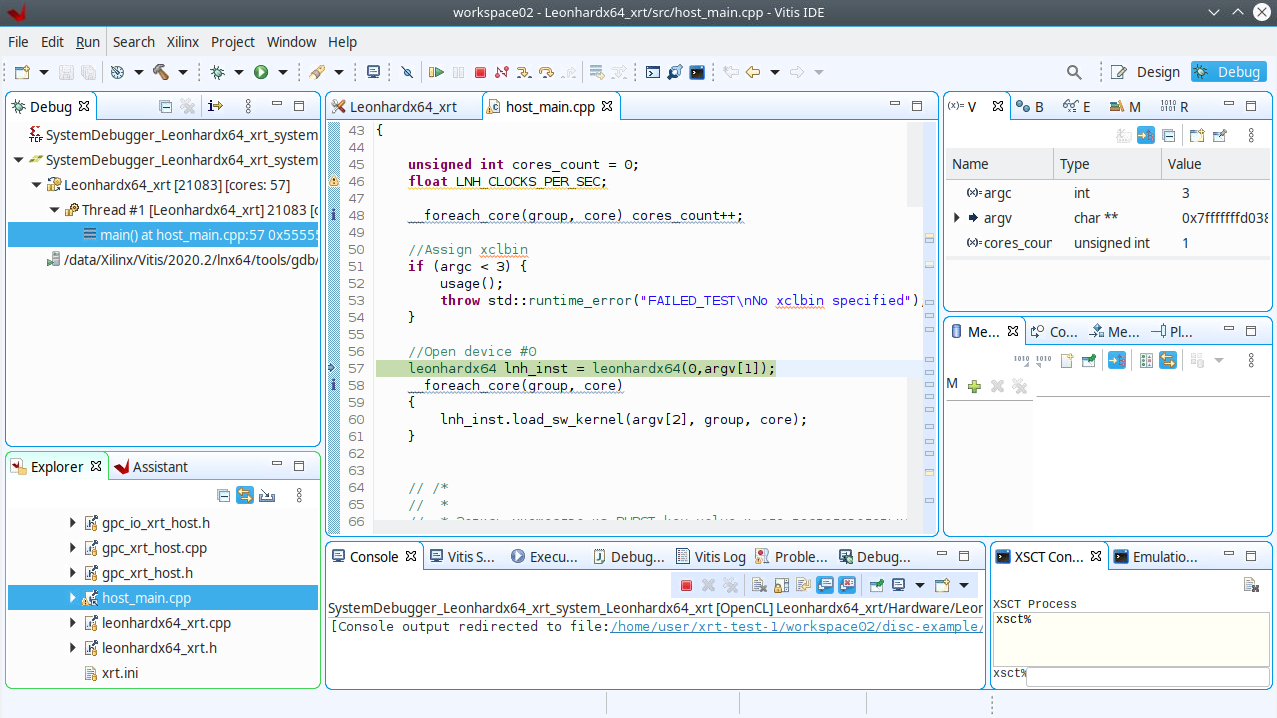 workspace02 - Leonhardx64_xrt/src/host_main.cpp - Vitis IDE
File Edit Run Search Xilinx Project Window Help
Design Debug
Debug
SystemDebugger_Leonhardx64_xrt_system
SystemDebugger_Leonhardx64_xrt_system
Leonhardx64_xrt [21083] [cores: 57]
Thread #1 [Leonhardx64_xrt] 21083 [c
main() at host_main.cpp:57 0x55555
/data/Xilinx/Vitis/2020.2/lnx64/tools/gdb/
Explorer Assistant
gpc_io_xrt_host.h
gpc_xrt_host.cpp
gpc_xrt_host.h
host_main.cpp
leonhardx64_xrt.cpp
leonhardx64_xrt.h
xrt.ini
Leonhardx64_xrt host_main.cpp
43 {
44
45 unsigned int cores_count = 0;
46 float LNH_CLOCKS_PER_SEC;
47
48 __foreach_core(group, core) cores_count++;
49
50 //Assign xclbin
51 if (argc < 3) {
52 usage();
53 throw std::runtime_error("FAILED_TEST\nNo xclbin specified");
54 }
55
56 //Open device #0
57 leonhardx64 lnh_inst = leonhardx64(0,argv[1]);
58 __foreach_core(group, core)
59 {
60 lnh_inst.load_sw_kernel(argv[2], group, core);
61 }
62
63
64 // /*
65 // *
66
(x)= V B E M R
Name Type Value
(x)= argc int 3
argv char ** 0x7fffffffd038
(x)= cores_cour unsigned int 1
Me... Co... Me... Pl...
M
Console Vitis S... Execu... Debug... Vitis Log Proble... Debug...
SystemDebugger_Leonhardx64_xrt_system_Leonhardx64_xrt [OpenCL] Leonhardx64_xrt/Hardware/Leon
[Console output redirected to file:/home/user/xrt-test-1/workspace02/disc-example/
XSCT Con... Emulatio...
XSCT Process
xsct%
xsct%